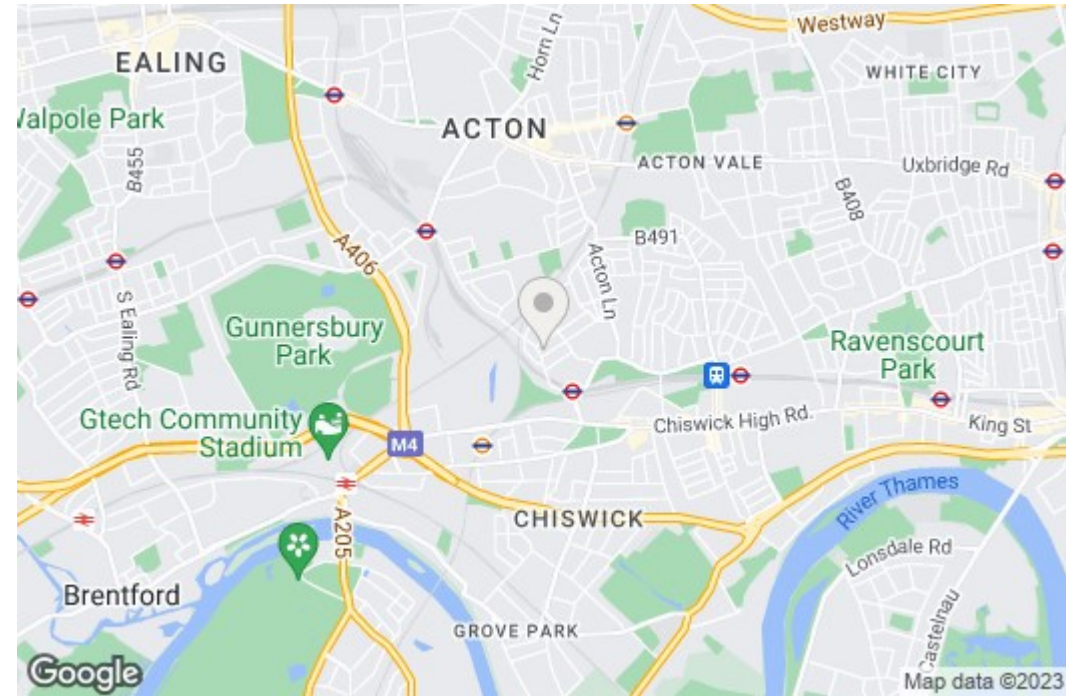 Westway
EALING
Horn Ln
WHITE CITY
Walpole Park
ACTON
B455
ACTON VALE
Uxbridge Rd
B408
A406
B491
Acton Ln
S Ealing Rd
Gunnersbury
Park
Ravenscourt
Park
Gtech Community
Stadium
Chiswick High Rd.
King St
M4
River Thames
A205
CHISWICK
Lonsdale Rd
Brentford
Castelnau
GROVE PARK
Google
Map data ©2023